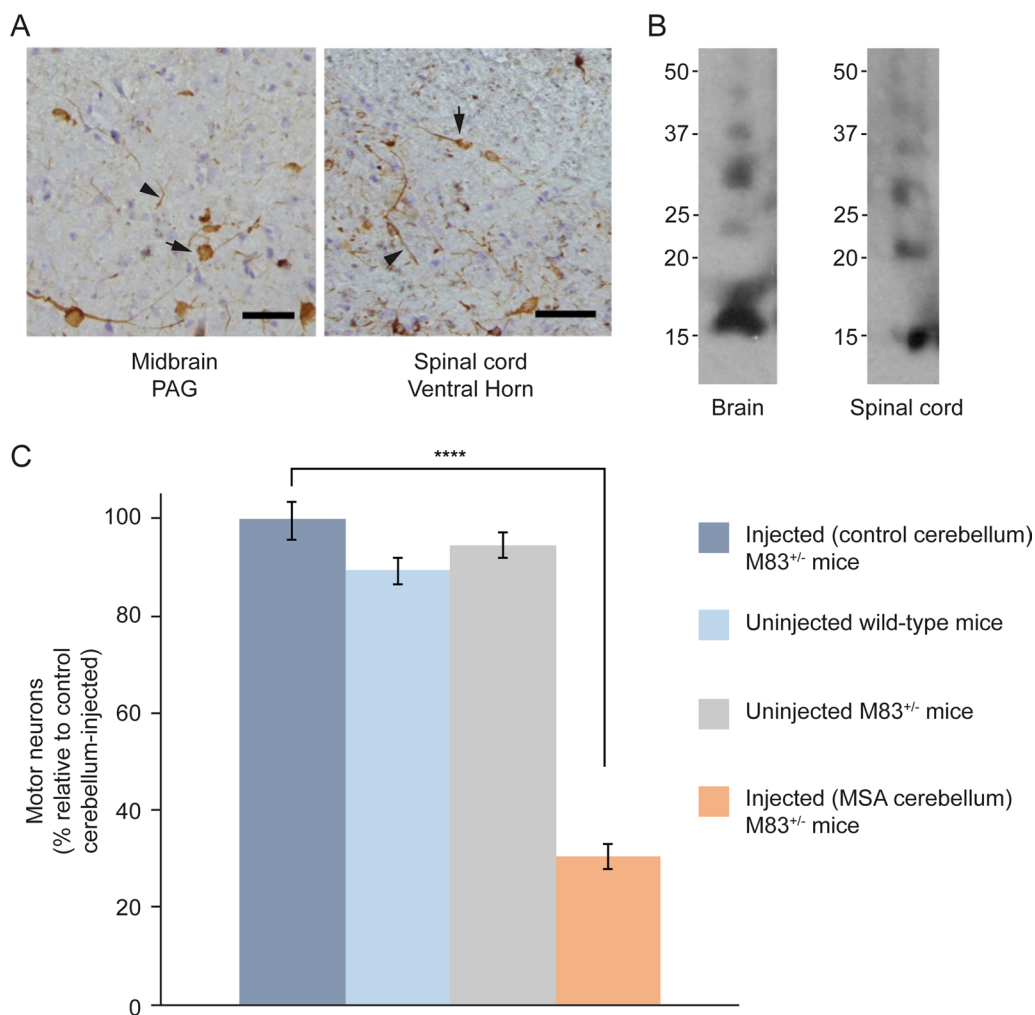 A
Midbrain
PAG
Spinal cord
Ventral Horn
B
50
37
25
20
15
Brain
50
37
25
20
15
Spinal cord
C
****
Motor neurons
(% relative to control
cerebellum-injected)
100
80
60
40
20
0
Injected (control cerebellum)
M83+/- mice
Uninjected wild-type mice
Uninjected M83+/- mice
Injected (MSA cerebellum)
M83+/- mice